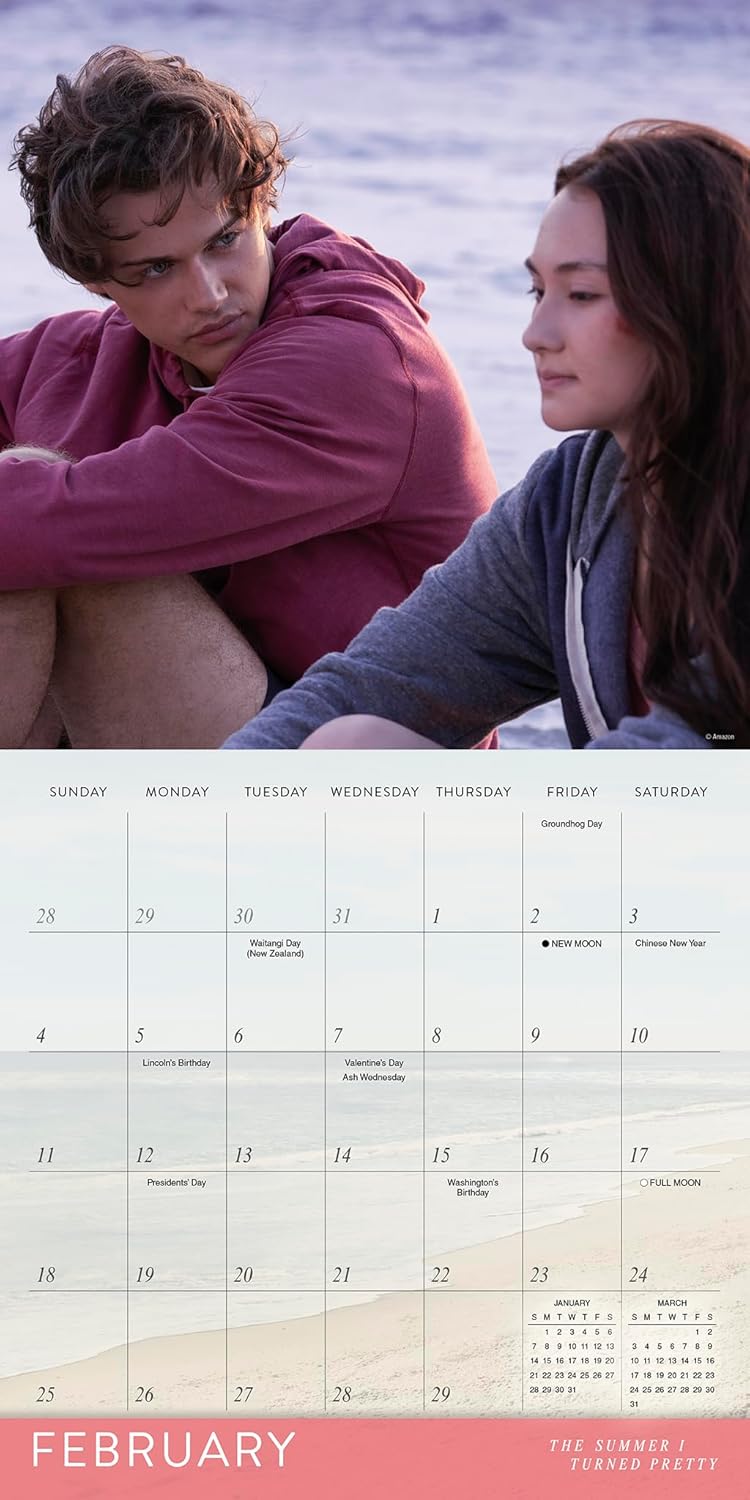 © Amazon
SUNDAY MONDAY TUESDAY WEDNESDAY THURSDAY FRIDAY SATURDAY
Groundhog Day
28 29 30 31 1 2 3
Waitangi Day
(New Zealand)
● NEW MOON
Chinese New Year
4 5 6 7 8 9 10
Lincoln's Birthday
Valentine's Day
Ash Wednesday
11 12 13 14 15 16 17
Presidents' Day
Washington's
Birthday
○ FULL MOON
18 19 20 21 22 23 24
25 26 27 28 29
JANUARY
S M T W T F S
1 2 3 4 5 6
7 8 9 10 11 12 13
14 15 16 17 18 19 20
21 22 23 24 25 26 27
28 29 30 31
MARCH
S M T W T F S
1 2
3 4 5 6 7 8 9
10 11 12 13 14 15 16
17 18 19 20 21 22 23
24 25 26 27 28 29 30
31
FEBRUARY
THE SUMMER I
TURNED PRETTY